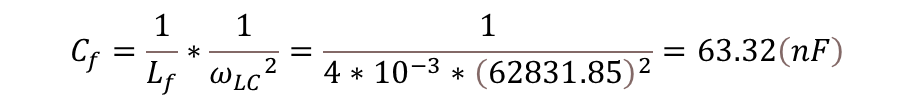 C_f = 1/L_f * 1/ω_LC² = 1/(4 * 10⁻³ * (62831.85)²) = 63.32(nF)